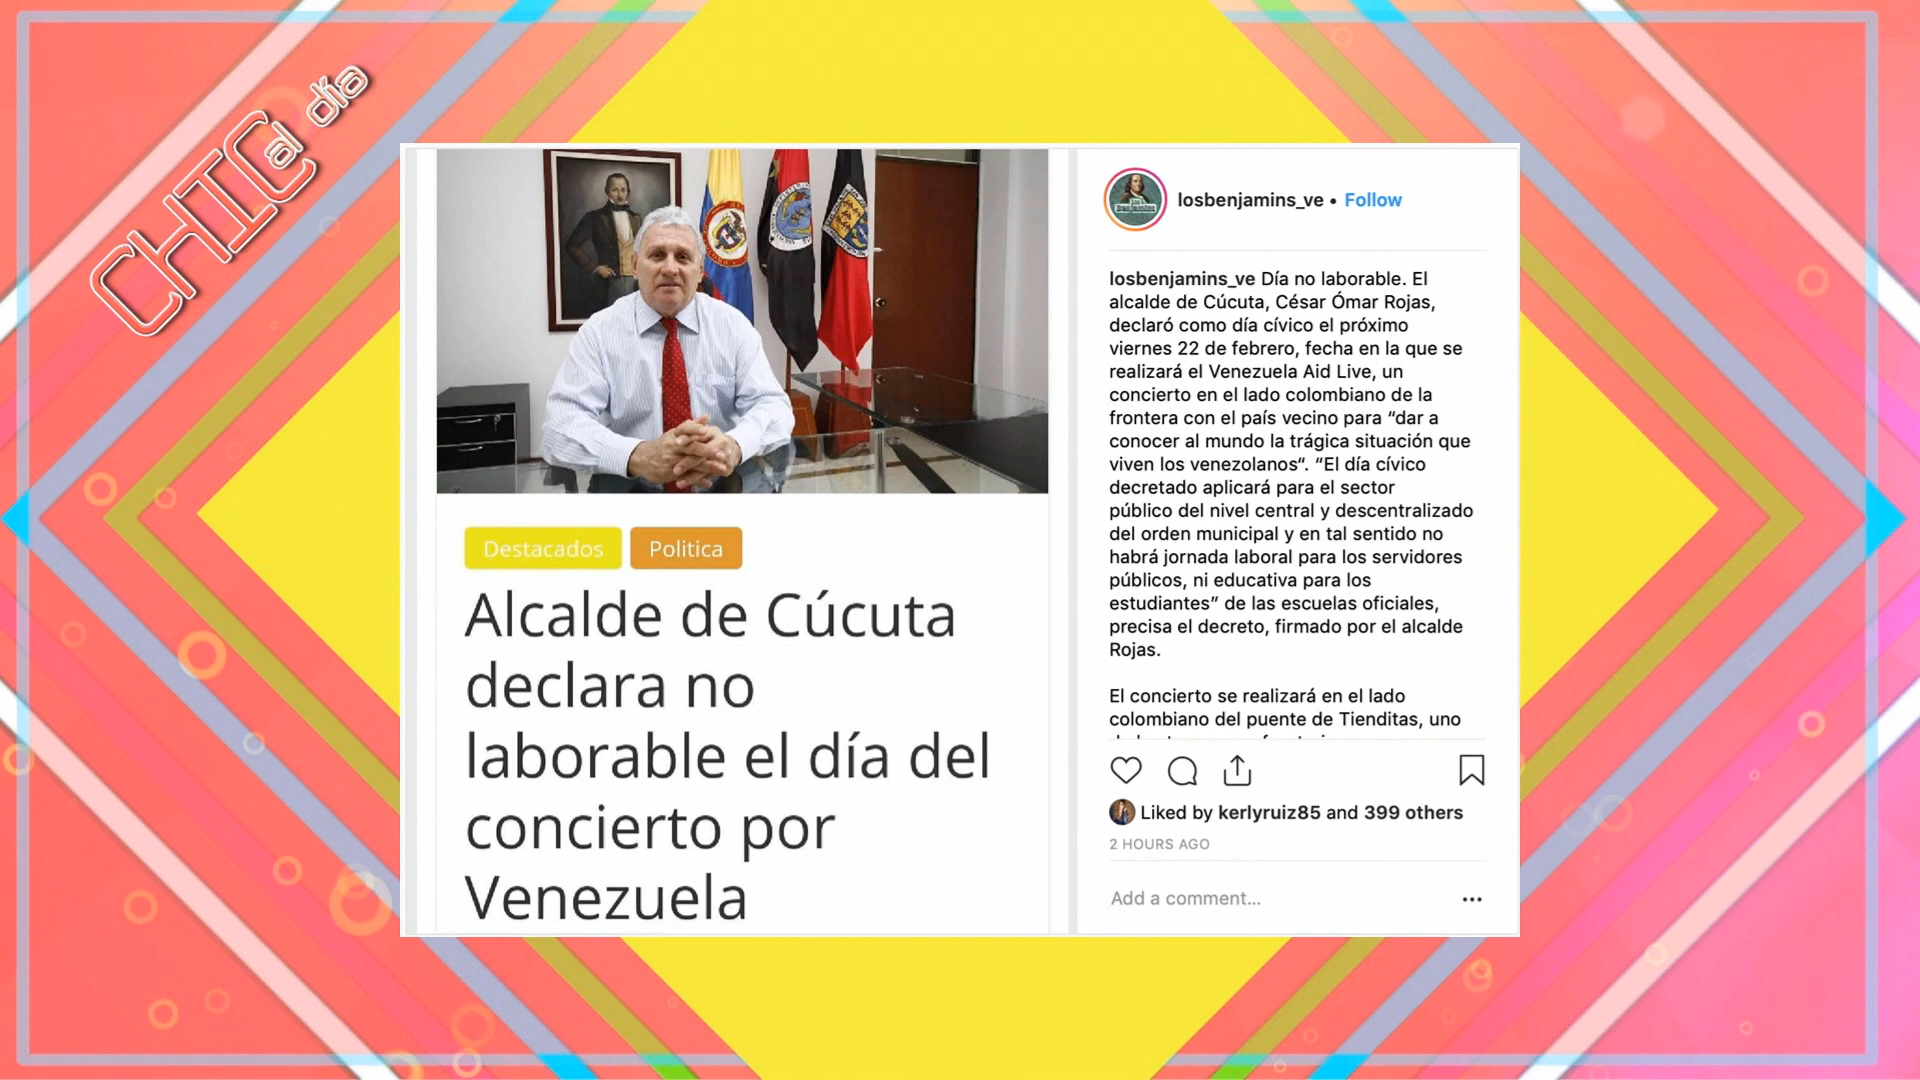 CHIC al día
Destacados Politica
Alcalde de Cúcuta
declara no
laborable el día del
concierto por
Venezuela
losbenjamins_ve • Follow
losbenjamins_ve Día no laborable. El
alcalde de Cúcuta, César Ómar Rojas,
declaró como día cívico el próximo
viernes 22 de febrero, fecha en la que se
realizará el Venezuela Aid Live, un
concierto en el lado colombiano de la
frontera con el país vecino para “dar a
conocer al mundo la trágica situación que
viven los venezolanos“. “El día cívico
decretado aplicará para el sector
público del nivel central y descentralizado
del orden municipal y en tal sentido no
habrá jornada laboral para los servidores
públicos, ni educativa para los
estudiantes” de las escuelas oficiales,
precisa el decreto, firmado por el alcalde
Rojas.
El concierto se realizará en el lado
colombiano del puente de Tienditas, uno
Liked by kerlyruiz85 and 399 others
2 HOURS AGO
Add a comment...